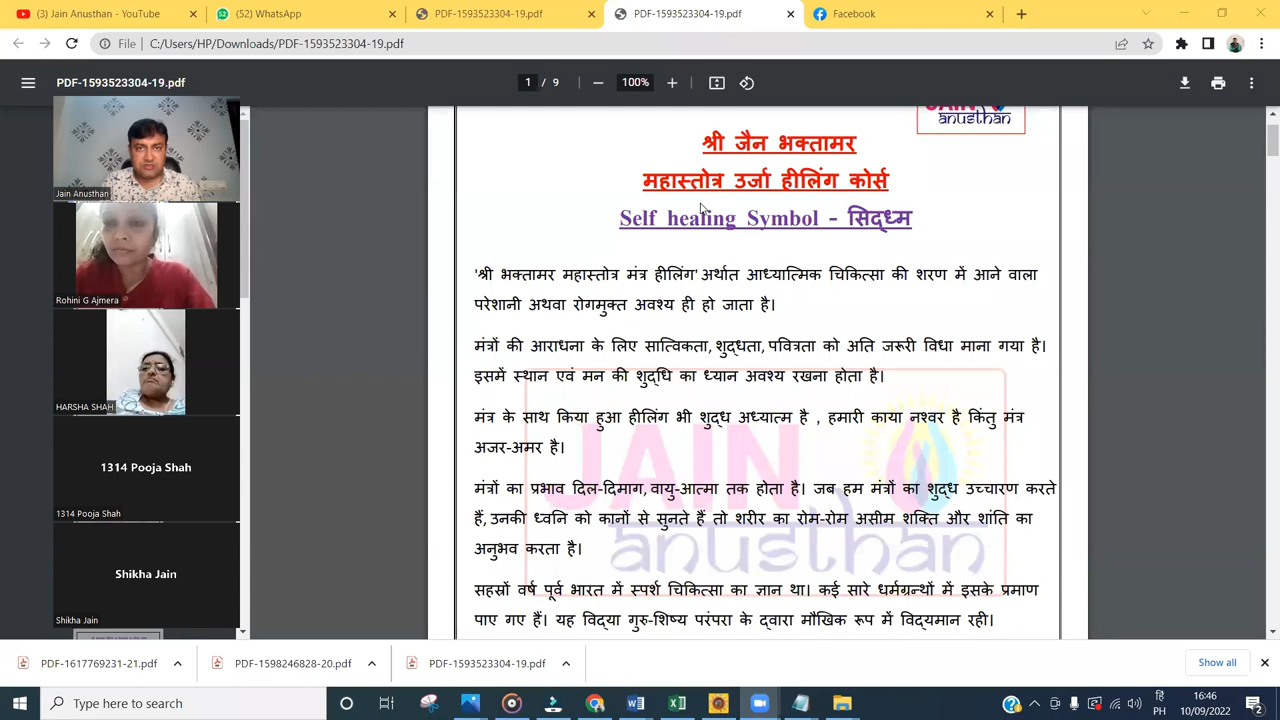 (3) Jain Anusthan - YouTube
(52) WhatsApp
PDF-1593523304-19.pdf
PDF-1593523304-19.pdf
Facebook
File
C:/Users/HP/Downloads/PDF-1593523304-19.pdf
PDF-1593523304-19.pdf
1 / 9
100%
JAIN
anusthan
श्री जैन भक्तामर
महास्तोत्र उर्जा हीलिंग कोर्स
Self healing Symbol - सिद्धम
'श्री भक्तामर महास्तोत्र मंत्र हीलिंग' अर्थात आध्यात्मिक चिकित्सा की शरण में आने वाला
परेशानी अथवा रोगमुक्त अवश्य ही हो जाता है।
मंत्रों की आराधना के लिए सात्विकता, शुद्धता, पवित्रता को अति जरूरी विधा माना गया है।
इसमें स्थान एवं मन की शुद्धि का ध्यान अवश्य रखना होता है।
मंत्र के साथ किया हुआ हीलिंग भी शुद्ध अध्यात्म है , हमारी काया नश्वर है किंतु मंत्र
अजर-अमर है।
मंत्रों का प्रभाव दिल-दिमाग, वायु-आत्मा तक होता है। जब हम मंत्रों का शुद्ध उच्चारण करते
हैं, उनकी ध्वनि को कानों से सुनते हैं तो शरीर का रोम-रोम असीम शक्ति और शांति का
अनुभव करता है।
सहस्रों वर्ष पूर्व भारत में स्पर्श चिकित्सा का ज्ञान था। कई सारे धर्मग्रन्थों में इसके प्रमाण
पाए गए हैं। यह विद्या गुरु-शिष्य परंपरा के द्वारा मौखिक रूप में विद्यमान रही।
JAIN
anusthan
Jain Anusthan
Rohini G Ajmera
HARSHA SHAH
1314 Pooja Shah
1314 Pooja Shah
Shikha Jain
Shikha Jain
PDF-1617769231-21.pdf
PDF-1598246828-20.pdf
PDF-1593523304-19.pdf
Show all
Type here to search
हि
PH
16:46
10/09/2022
2